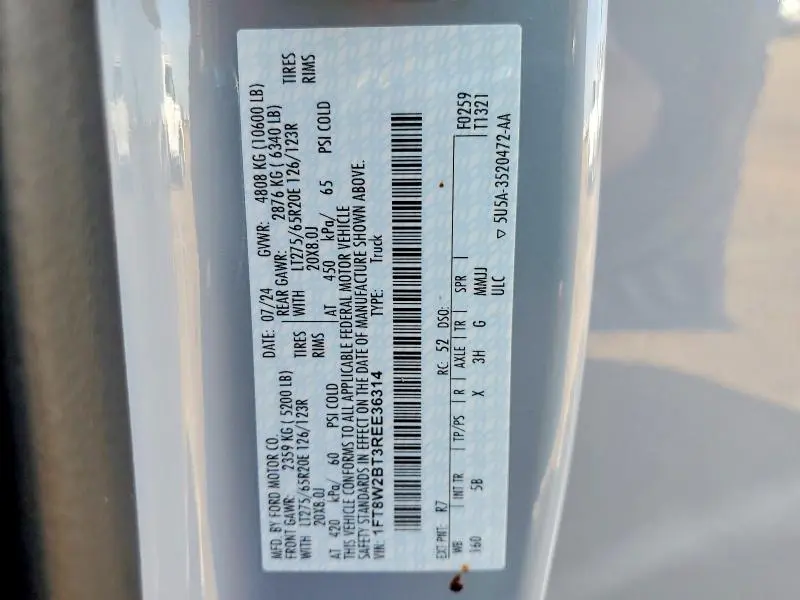 MFD. BY FORD MOTOR CO.
DATE: 07/24 GVWR: 4808 KG (10600 LB)
FRONT GAWR: 2359 KG ( 5200 LB) REAR GAWR: 2876 KG ( 6340 LB)
WITH LT275/65R20E 126/123R TIRES WITH LT275/65R20E 126/123R TIRES
20X8.0J RIMS 20X8.0J RIMS
AT 420 kPa/ 60 PSI COLD AT 450 kPa/ 65 PSI COLD
THIS VEHICLE CONFORMS TO ALL APPLICABLE FEDERAL MOTOR VEHICLE
SAFETY STANDARDS IN EFFECT ON THE DATE OF MANUFACTURE SHOWN ABOVE.
VIN: 1FT8W2BT3REE36314 TYPE: Truck
F0259
EXT PNT: R7 RC: 52 DSO: T1321
WB INT TR TP/PS R AXLE TR SPR
160 5B X 3H G MMJJ
ULC ▽ 5U5A-3520472-AA